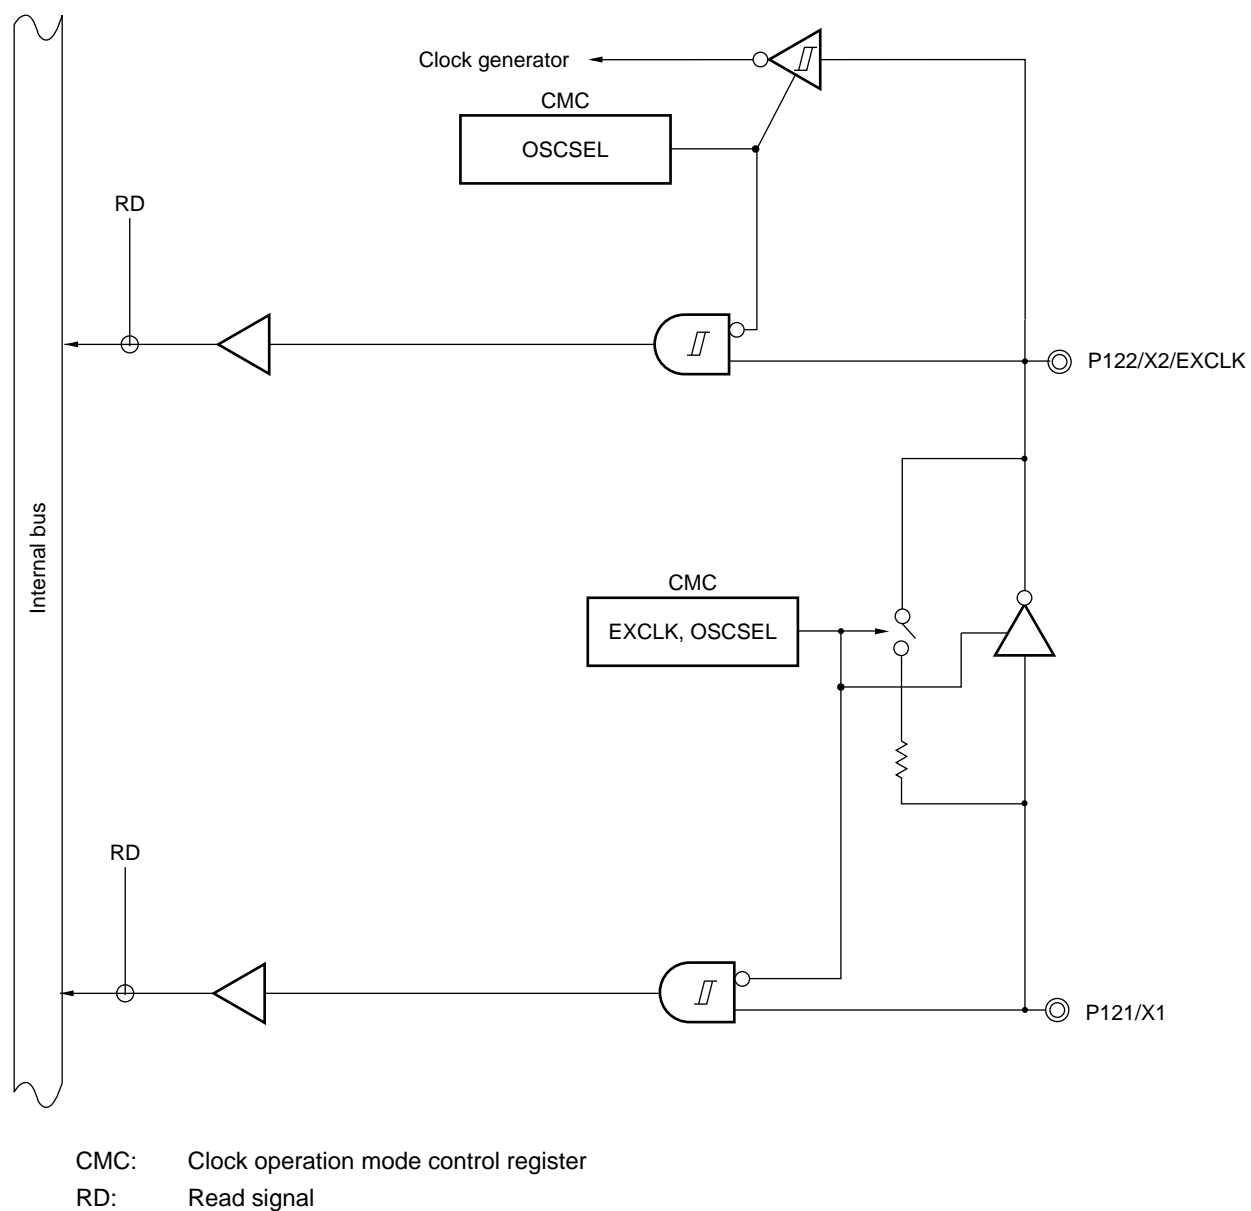 Clock generator
CMC
OSCSEL
RD
P122/X2/EXCLK
Internal bus
CMC
EXCLK, OSCSEL
RD
P121/X1
CMC: Clock operation mode control register
RD: Read signal